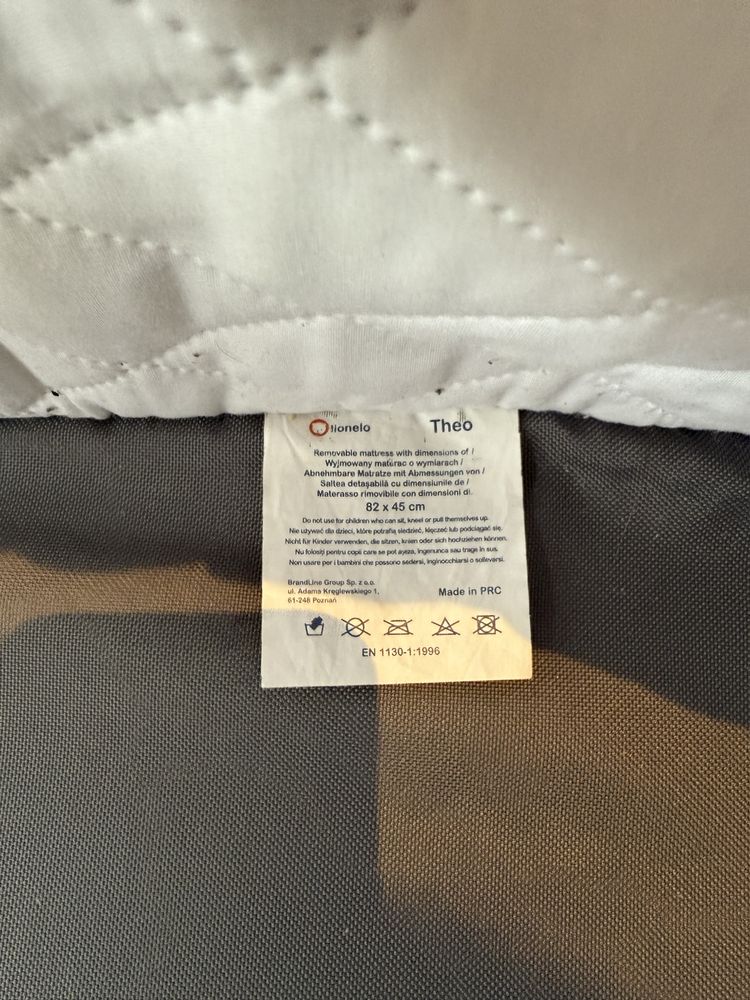 lionelo
Theo
Removable mattress with dimensions of /
Wyjmowany materac o wymiarach /
Abnehmbare Matratze mit Abmessungen von /
Saltea detașabilă cu dimensiunile de /
Materasso rimovibile con dimensioni di.
82 x 45 cm
Do not use for children who can sit, kneel or pull themselves up.
Nie używać dla dzieci, które potrafią siedzieć, klęczeć lub podciągać się.
Nicht für Kinder verwenden, die sitzen, knien oder sich hochziehen können.
Nu folosiți pentru copii care se pot așeza, îngenunca sau trage în sus.
Non usare per i bambini che possono sedersi, inginocchiarsi o sollevarsi.
BrandLine Group Sp. z o.o.
ul. Adama Kręglewskiego 1,
61-248 Poznań
Made in PRC
EN 1130-1:1996